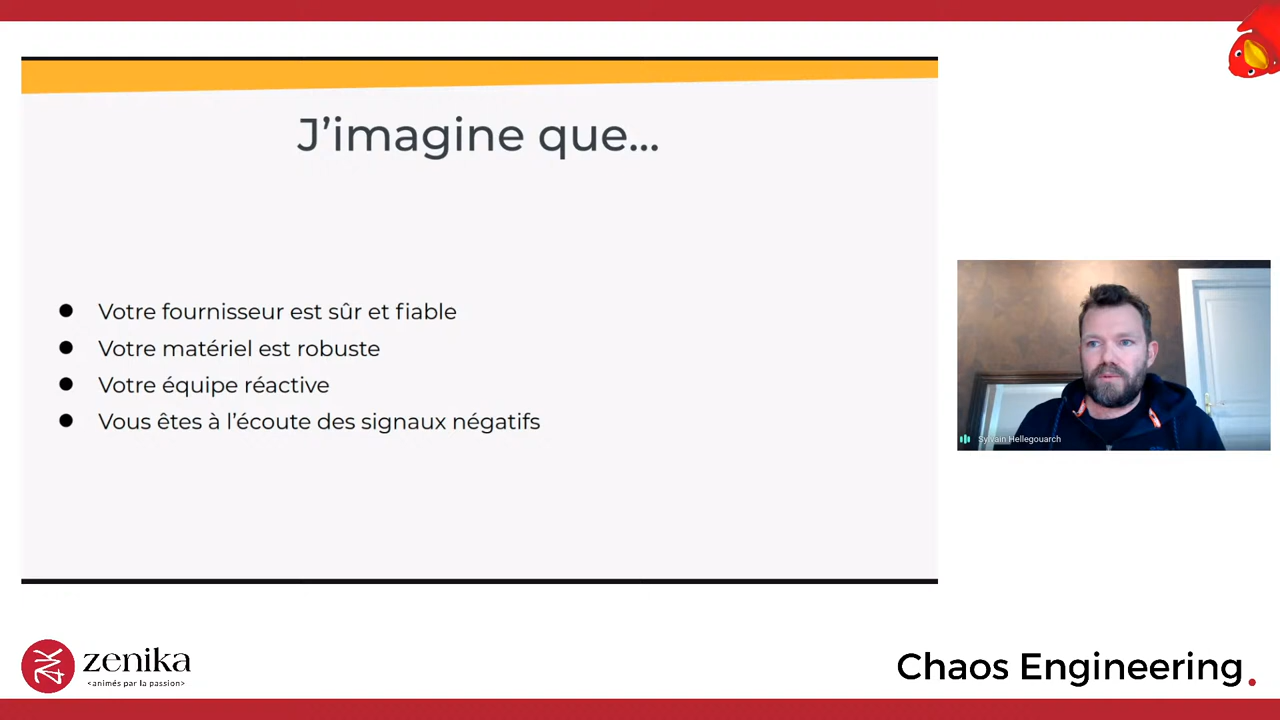 J'imagine que...
● Votre fournisseur est sûr et fiable
● Votre matériel est robuste
● Votre équipe réactive
● Vous êtes à l'écoute des signaux négatifs
Sylvain Hellegouarch
zenika
<animés par la passion>
Chaos Engineering.